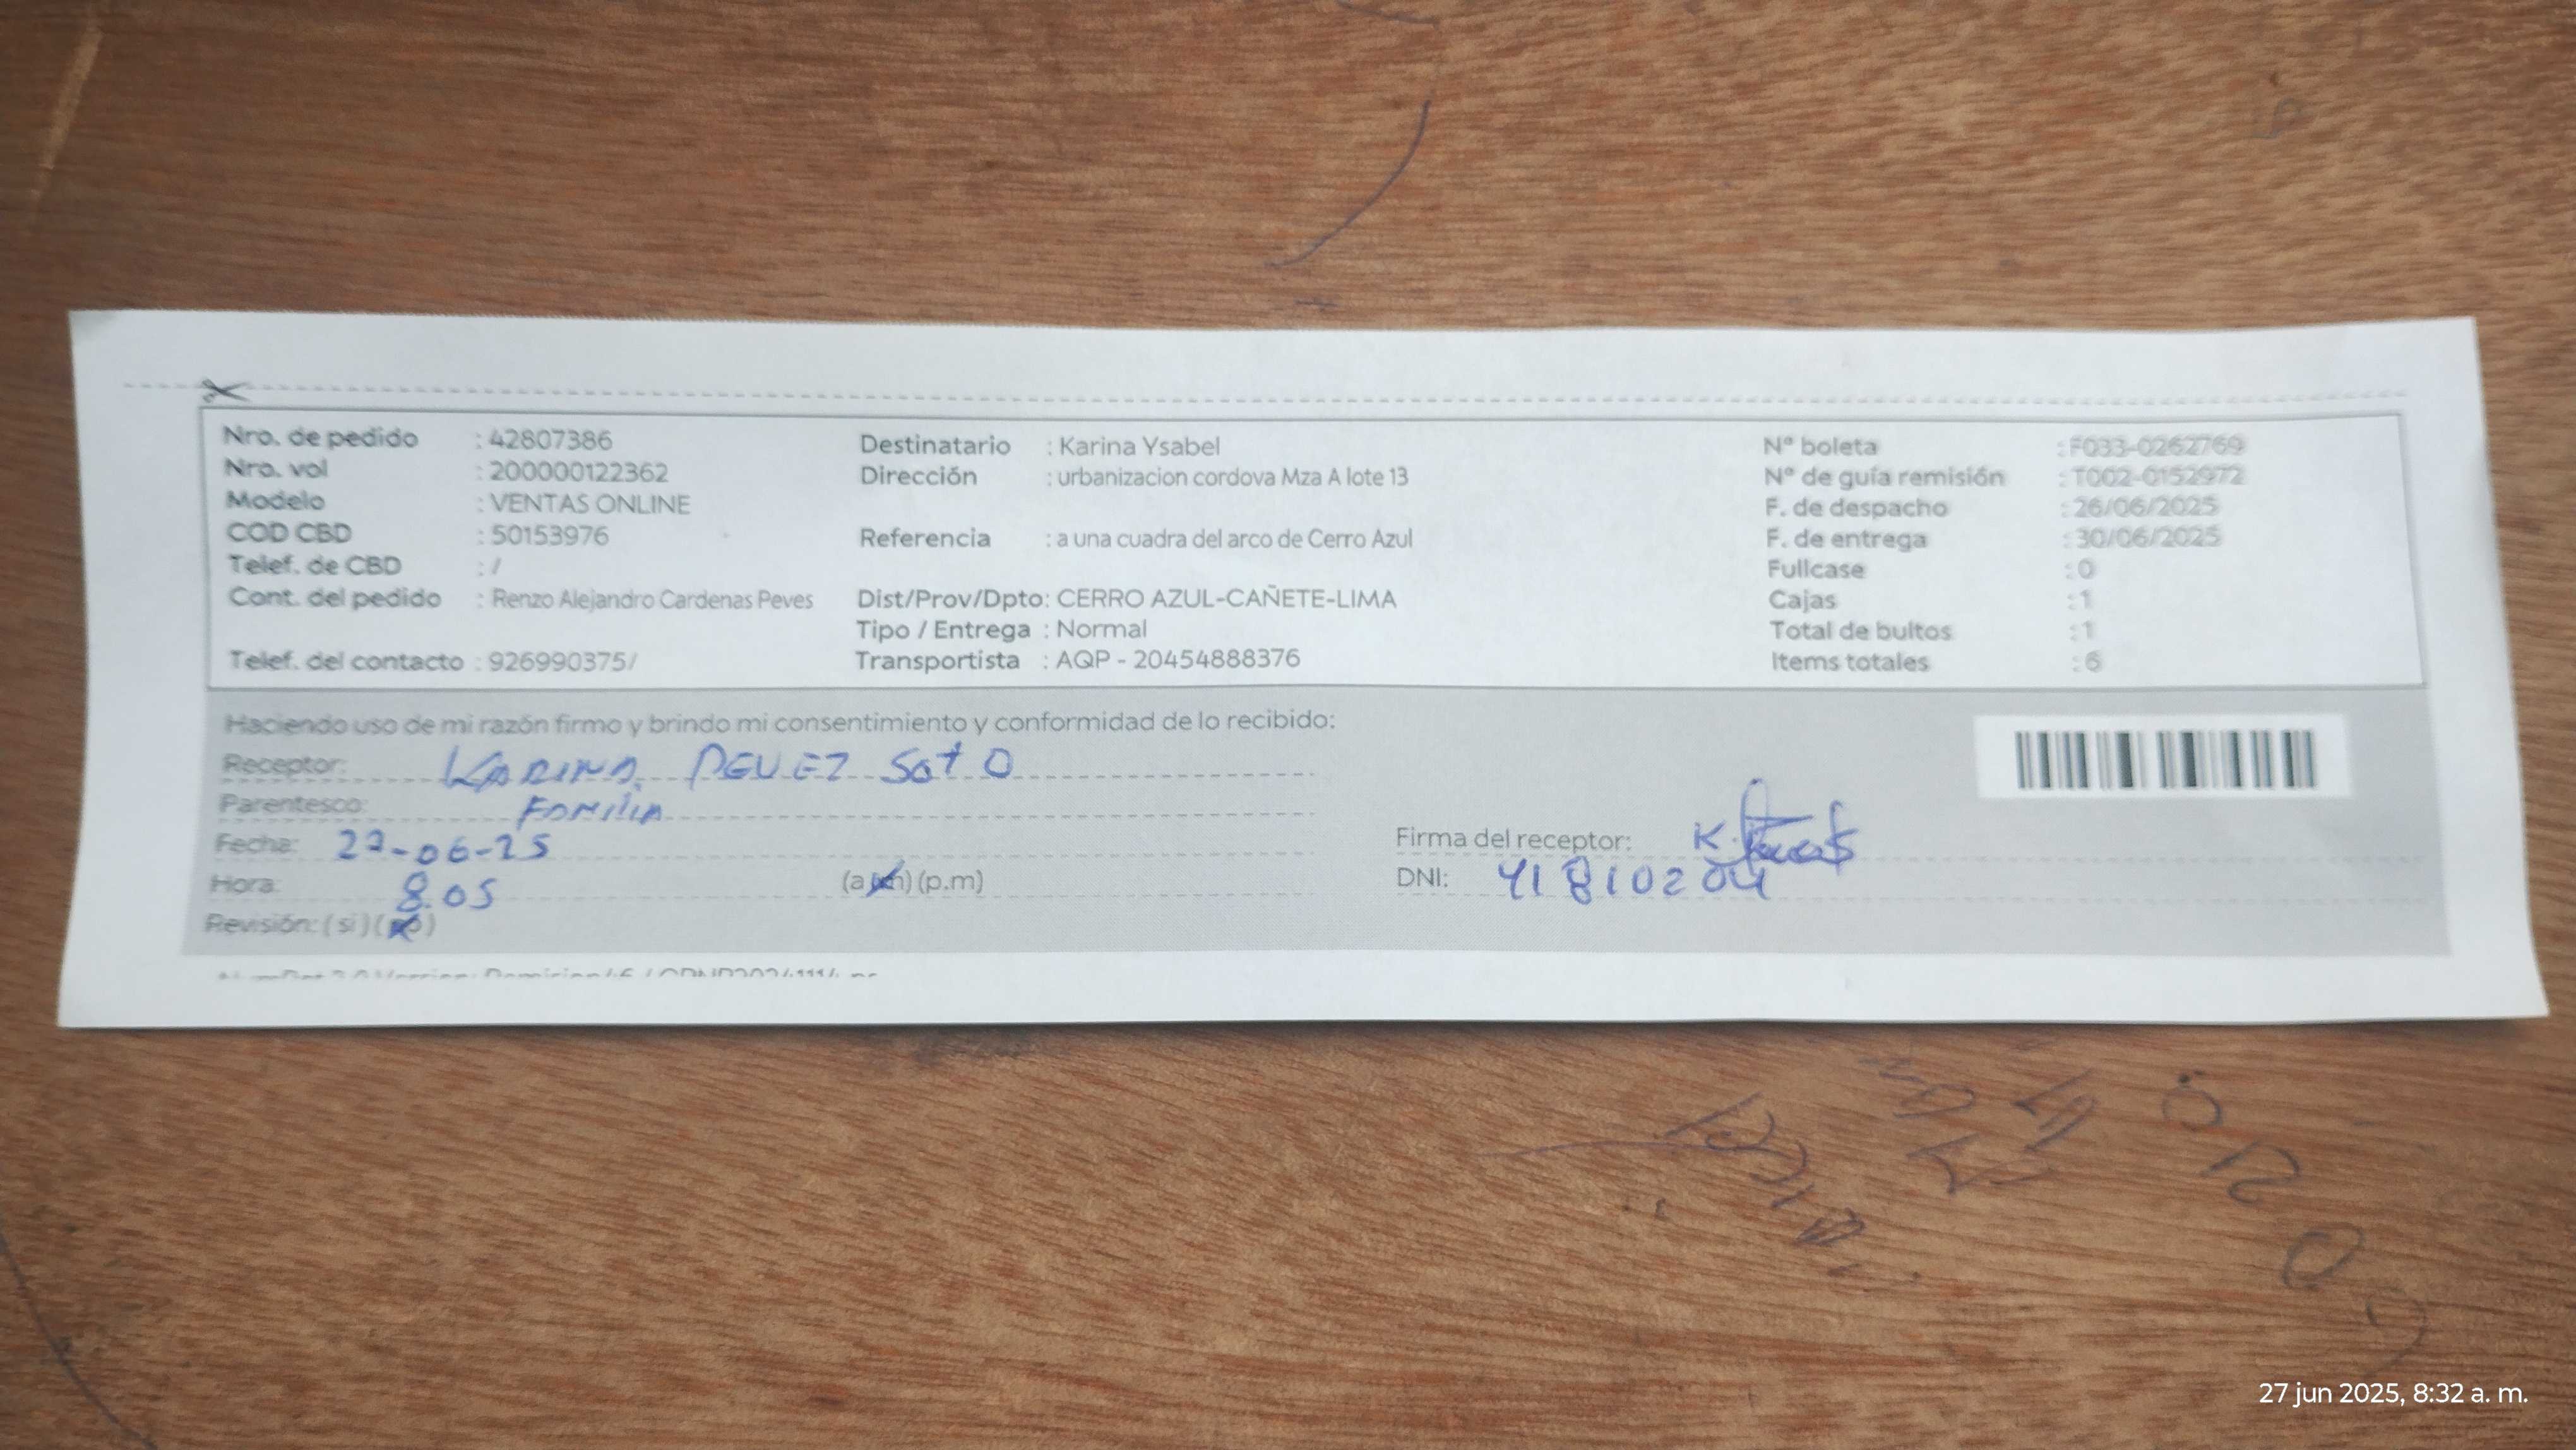 Nro. de pedido : 42807386
Nro. vol : 200000122362
Modelo : VENTAS ONLINE
COD CBD : 50153976
Telef. de CBD : /
Cont. del pedido : Renzo Alejandro Cardenas Peves
Telef. del contacto : 926990375/
Destinatario : Karina Ysabel
Dirección : urbanizacion cordova Mza A lote 13
Referencia : a una cuadra del arco de Cerro Azul
Dist/Prov/Dpto: CERRO AZUL-CAÑETE-LIMA
Tipo / Entrega : Normal
Transportista : AQP - 20454888376
Nº boleta : F033-0262769
Nº de guía remisión : T002-0152972
F. de despacho : 26/06/2025
F. de entrega : 30/06/2025
Fullcase : 0
Cajas : 1
Total de bultos : 1
Items totales : 6
Haciendo uso de mi razón firmo y brindo mi consentimiento y conformidad de lo recibido:
Receptor: KARINA PEVEZ SotO
Parentesco: FAMiliA
Fecha: 27-06-25
Hora: 8.05 (a.m) (p.m)
Revisión: ( si ) ( no )
Firma del receptor: K.
DNI: 41810204
27 jun 2025, 8:32 a. m.